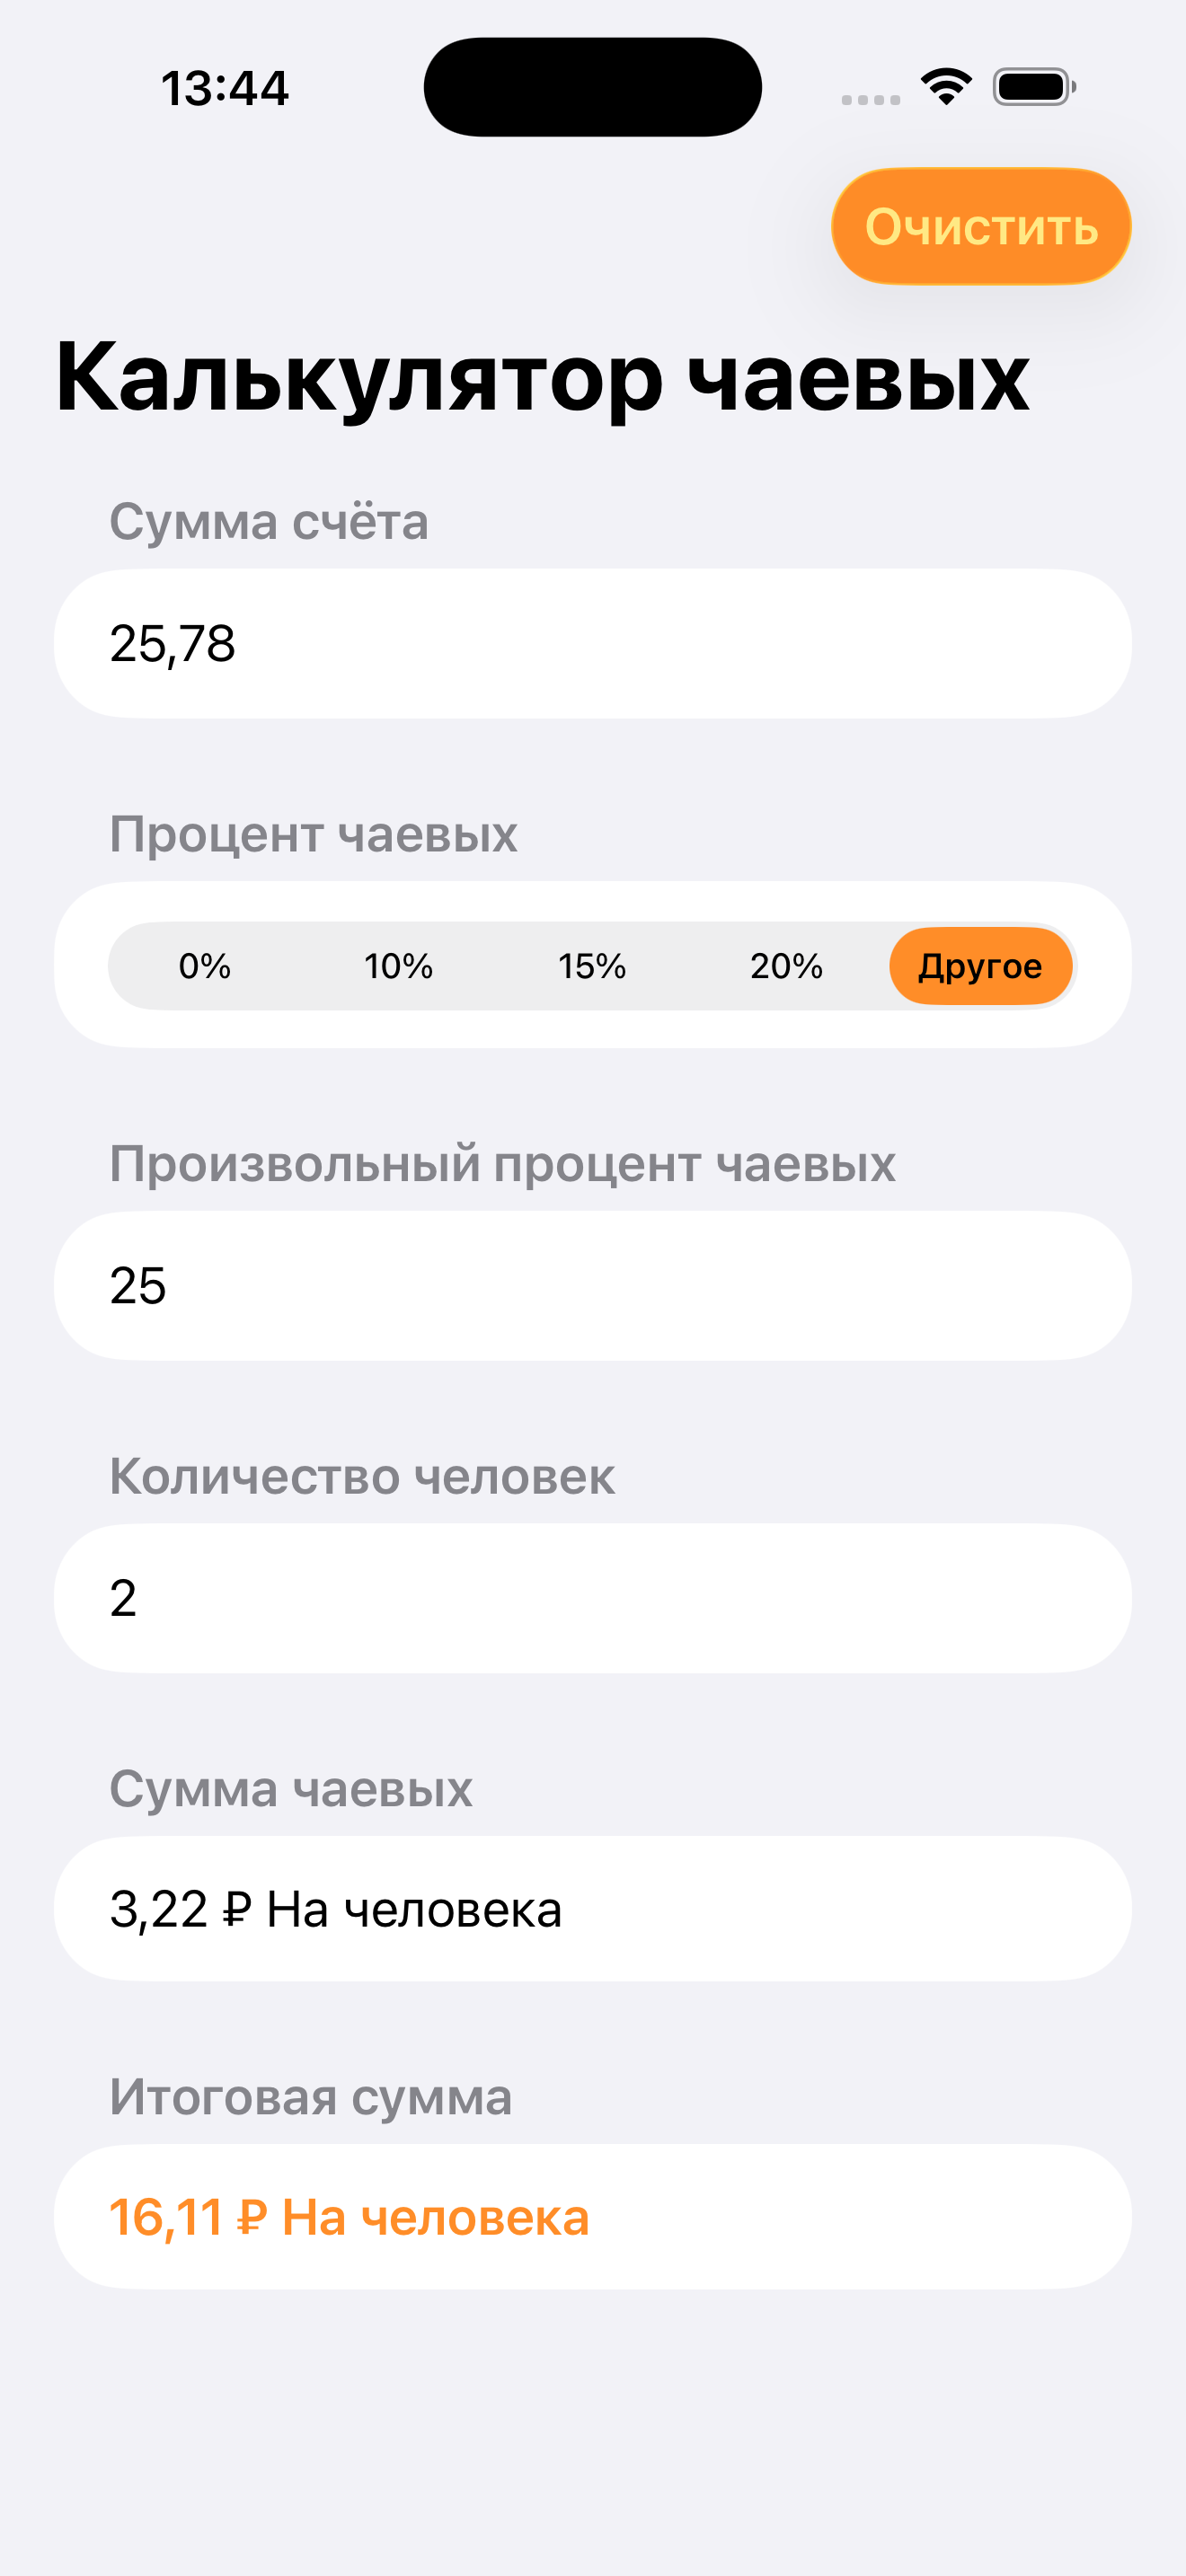 13:44
Очистить
Калькулятор чаевых
Сумма счёта
25,78
Процент чаевых
0% 10% 15% 20% Другое
Произвольный процент чаевых
25
Количество человек
2
Сумма чаевых
3,22 ₽ На человека
Итоговая сумма
16,11 ₽ На человека